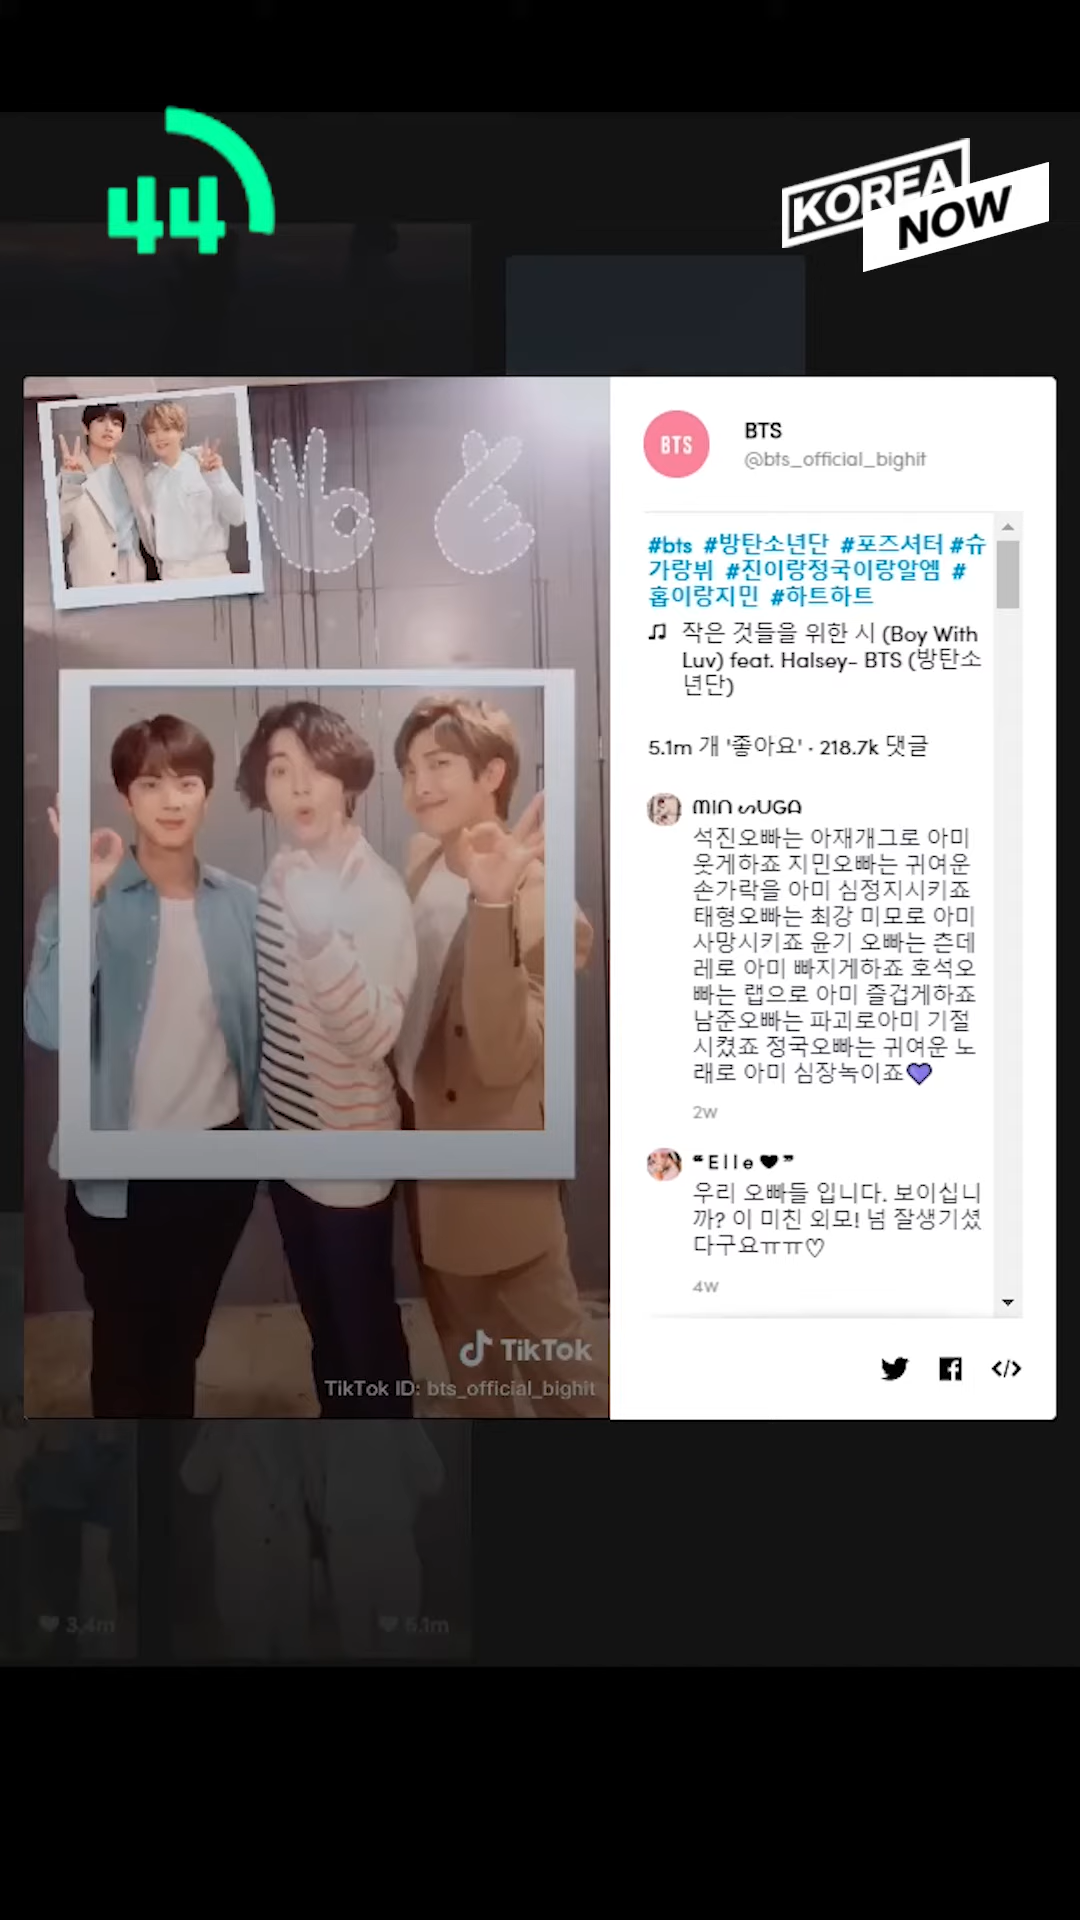 44
KOREA
NOW
BTS
BTS
@bts_official_bighit
#bts #방탄소년단 #포즈셔터 #슈
가랑뷔 #진이랑정국이랑알엠 #
홉이랑지민 #하트하트
작은 것들을 위한 시 (Boy With
Luv) feat. Halsey- BTS (방탄소
년단)
5.1m 개 '좋아요' · 218.7k 댓글
ᗰIᑎ ᔕUGA
석진오빠는 아재개그로 아미
웃게하죠 지민오빠는 귀여운
손가락을 아미 심정지시키죠
태형오빠는 최강 미모로 아미
사망시키죠 윤기 오빠는 츤데
레로 아미 빠지게하죠 호석오
빠는 랩으로 아미 즐겁게하죠
남준오빠는 파괴로아미 기절
시켰죠 정국오빠는 귀여운 노
래로 아미 심장녹이죠💜
2w
❝ E l l e ♥ ❞
우리 오빠들 입니다. 보이십니
까? 이 미친 외모! 넘 잘생기셨
다구요ㅠㅠ♡
4w
TikTok
TikTok ID: bts_official_bighit
</> 
3.4m
5.1m